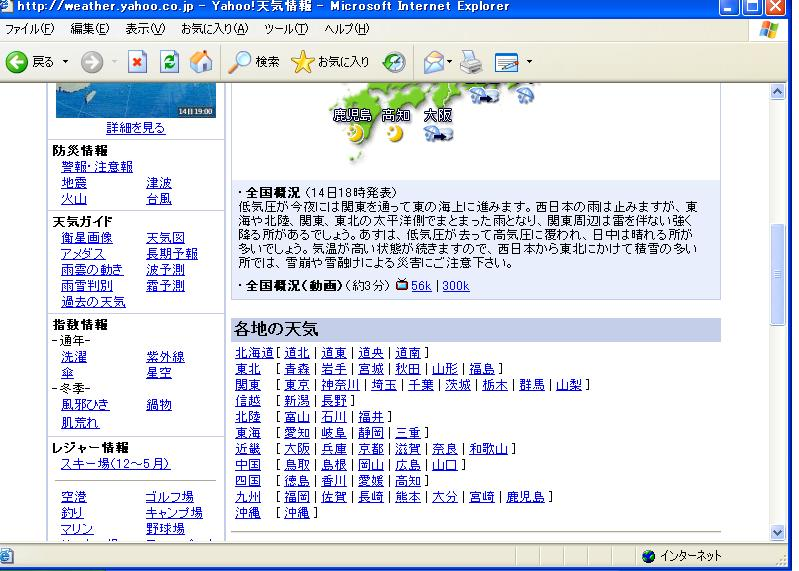 http://weather.yahoo.co.jp - Yahoo!天気情報 - Microsoft Internet Explorer
ファイル(F) 編集(E) 表示(V) お気に入り(A) ツール(T) ヘルプ(H)
戻る 検索 お気に入り
14日19:00
詳細を見る
防災情報
警報・注意報
地震 津波
火山 台風
天気ガイド
衛星画像 天気図
アメダス 長期予報
雨雲の動き 波予測
雨雪判別 霜予測
過去の天気
指数情報
-通年-
洗濯 紫外線
傘 星空
-冬季-
風邪ひき 鍋物
肌荒れ
レジャー情報
スキー場(12〜5月)
空港 ゴルフ場
釣り キャンプ場
マリン 野球場
鹿児島 高知 大阪
・全国概況 (14日18時発表)
低気圧が今夜には関東を通って東の海上に進みます。西日本の雨は止みますが、東
海や北陸、関東、東北の太平洋側でまとまった雨となり、関東周辺は雷を伴ない強く
降る所があるでしょう。あすは、低気圧が去って高気圧に覆われ、日中は晴れる所が
多いでしょう。気温が高い状態が続きますので、西日本から東北にかけて積雪の多い
所では、雪崩や雪融けによる災害にご注意下さい。
・全国概況(動画)(約3分) 56k | 300k
各地の天気
北海道[ 道北 | 道東 | 道央 | 道南 ]
東北 [ 青森 | 岩手 | 宮城 | 秋田 | 山形 | 福島 ]
関東 [ 東京 | 神奈川 | 埼玉 | 千葉 | 茨城 | 栃木 | 群馬 | 山梨 ]
信越 [ 新潟 | 長野 ]
北陸 [ 富山 | 石川 | 福井 ]
東海 [ 愛知 | 岐阜 | 静岡 | 三重 ]
近畿 [ 大阪 | 兵庫 | 京都 | 滋賀 | 奈良 | 和歌山 ]
中国 [ 鳥取 | 島根 | 岡山 | 広島 | 山口 ]
四国 [ 徳島 | 香川 | 愛媛 | 高知 ]
九州 [ 福岡 | 佐賀 | 長崎 | 熊本 | 大分 | 宮崎 | 鹿児島 ]
沖縄 [ 沖縄 ]
インターネット